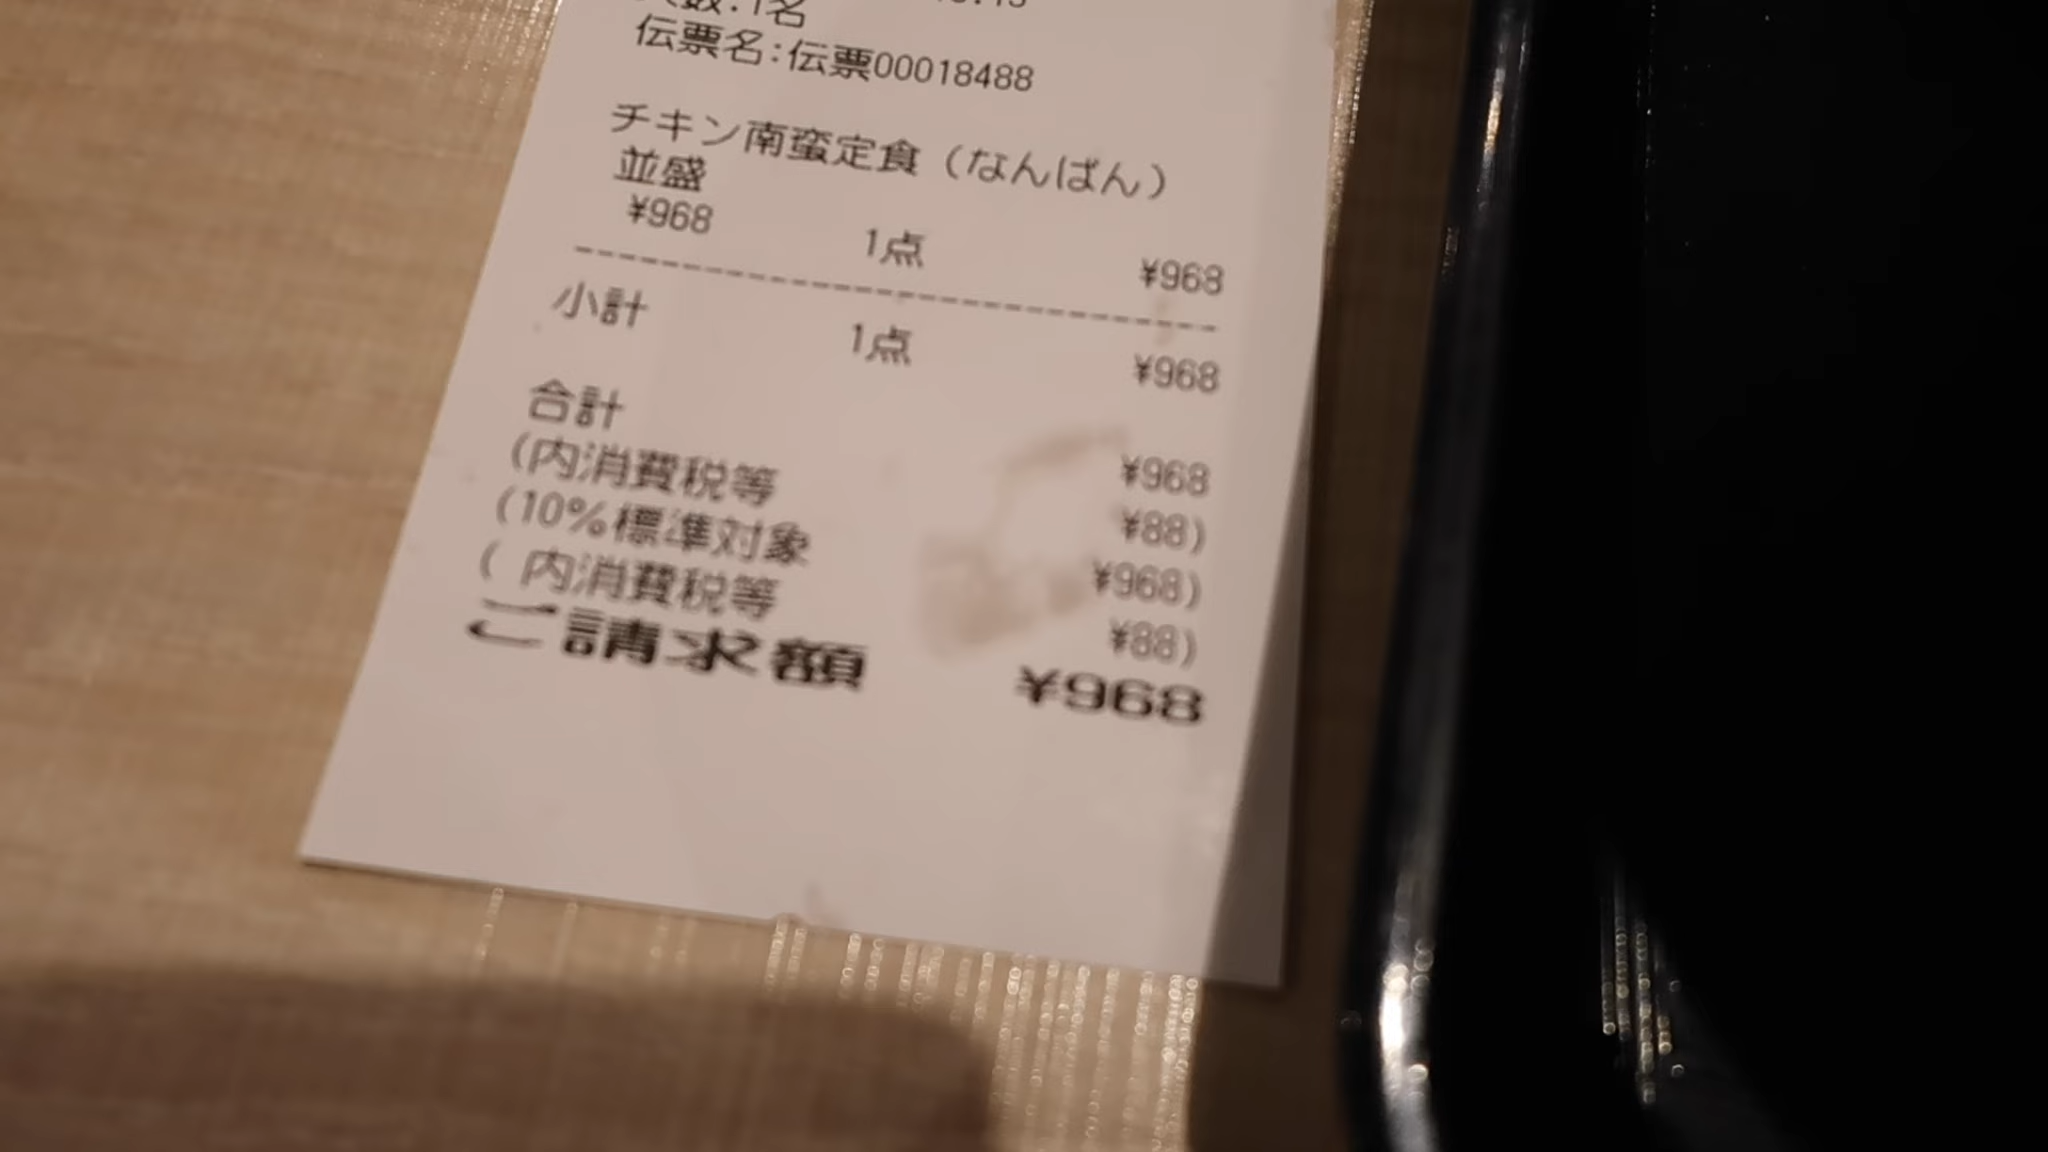 数:1名
伝票名:伝票00018488
チキン南蛮定食(なんばん)
並盛
¥968 1点 ¥968
小計 1点 ¥968
合計 ¥968
(内消費税等 ¥88)
(10%標準対象 ¥968)
( 内消費税等 ¥88)
ご請求額 ¥968